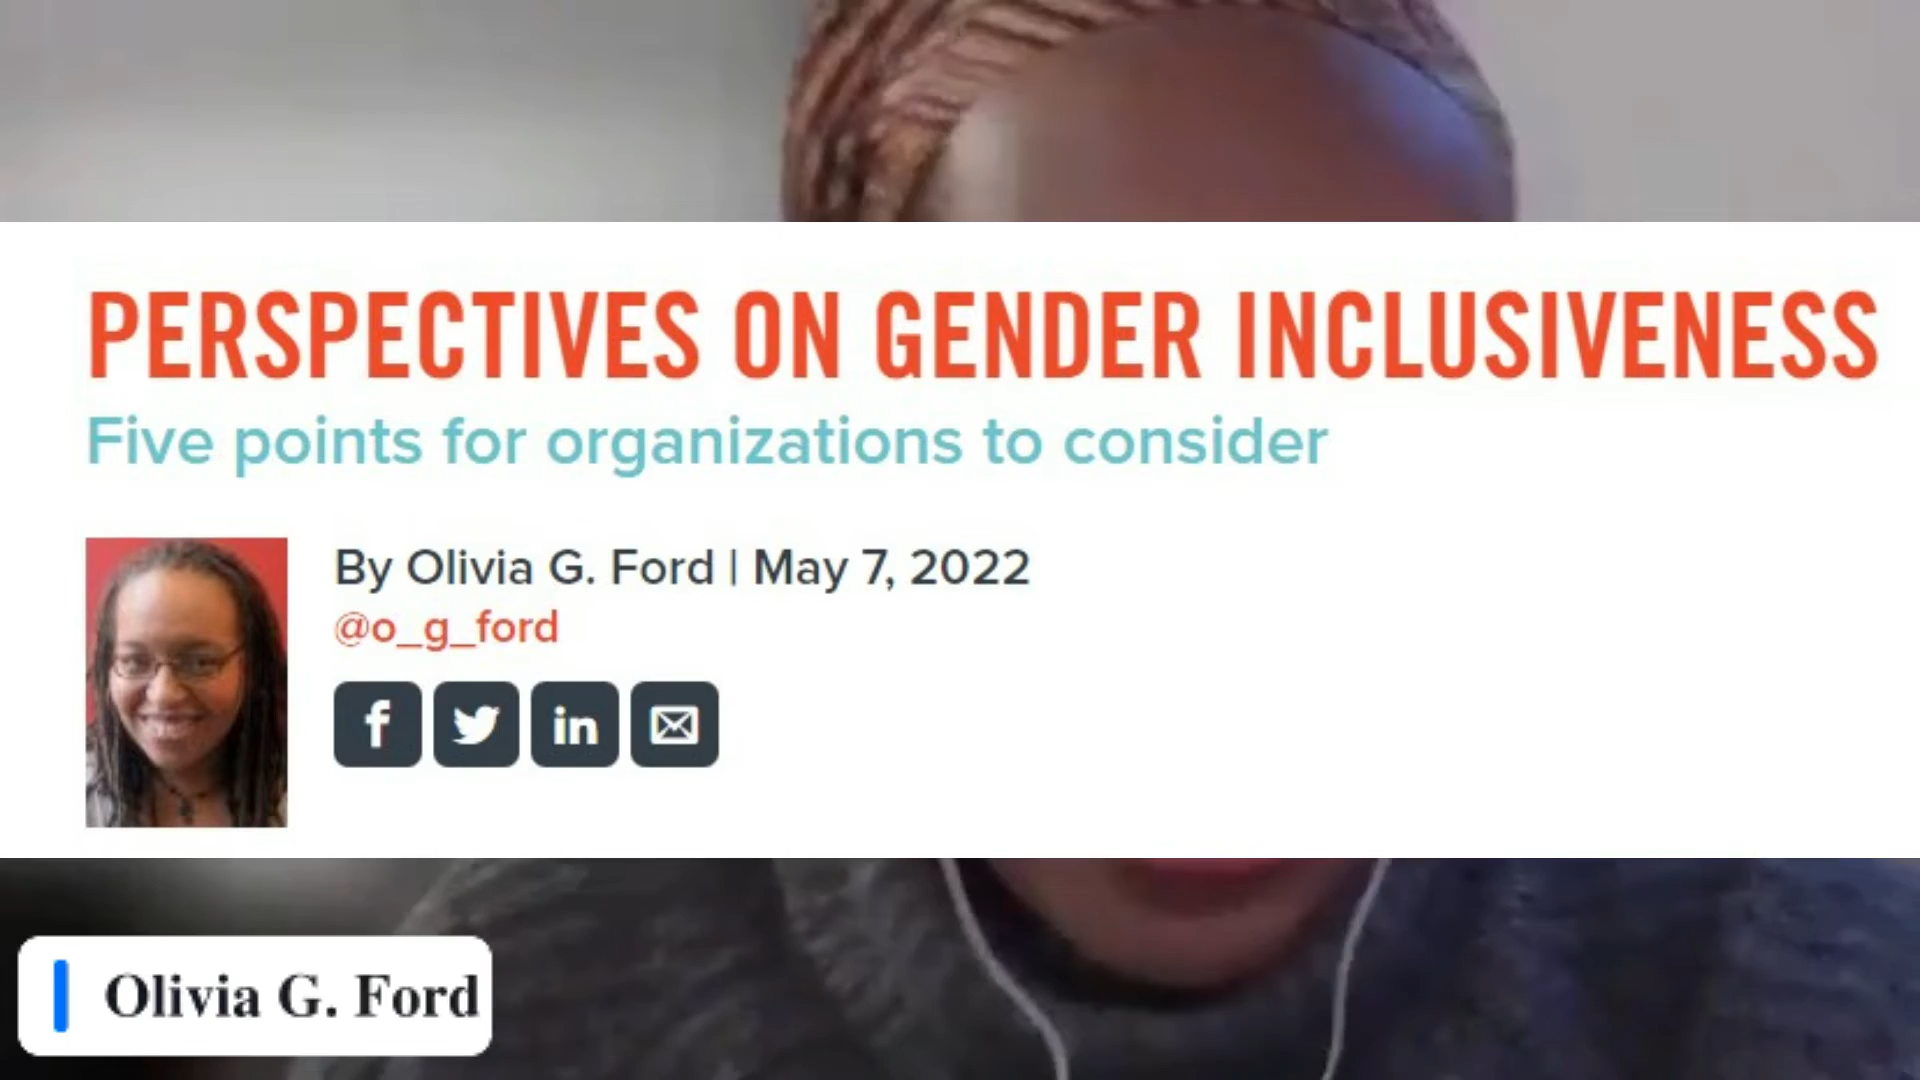 PERSPECTIVES ON GENDER INCLUSIVENESS
Five points for organizations to consider
By Olivia G. Ford | May 7, 2022
@o_g_ford
f in
Olivia G. Ford